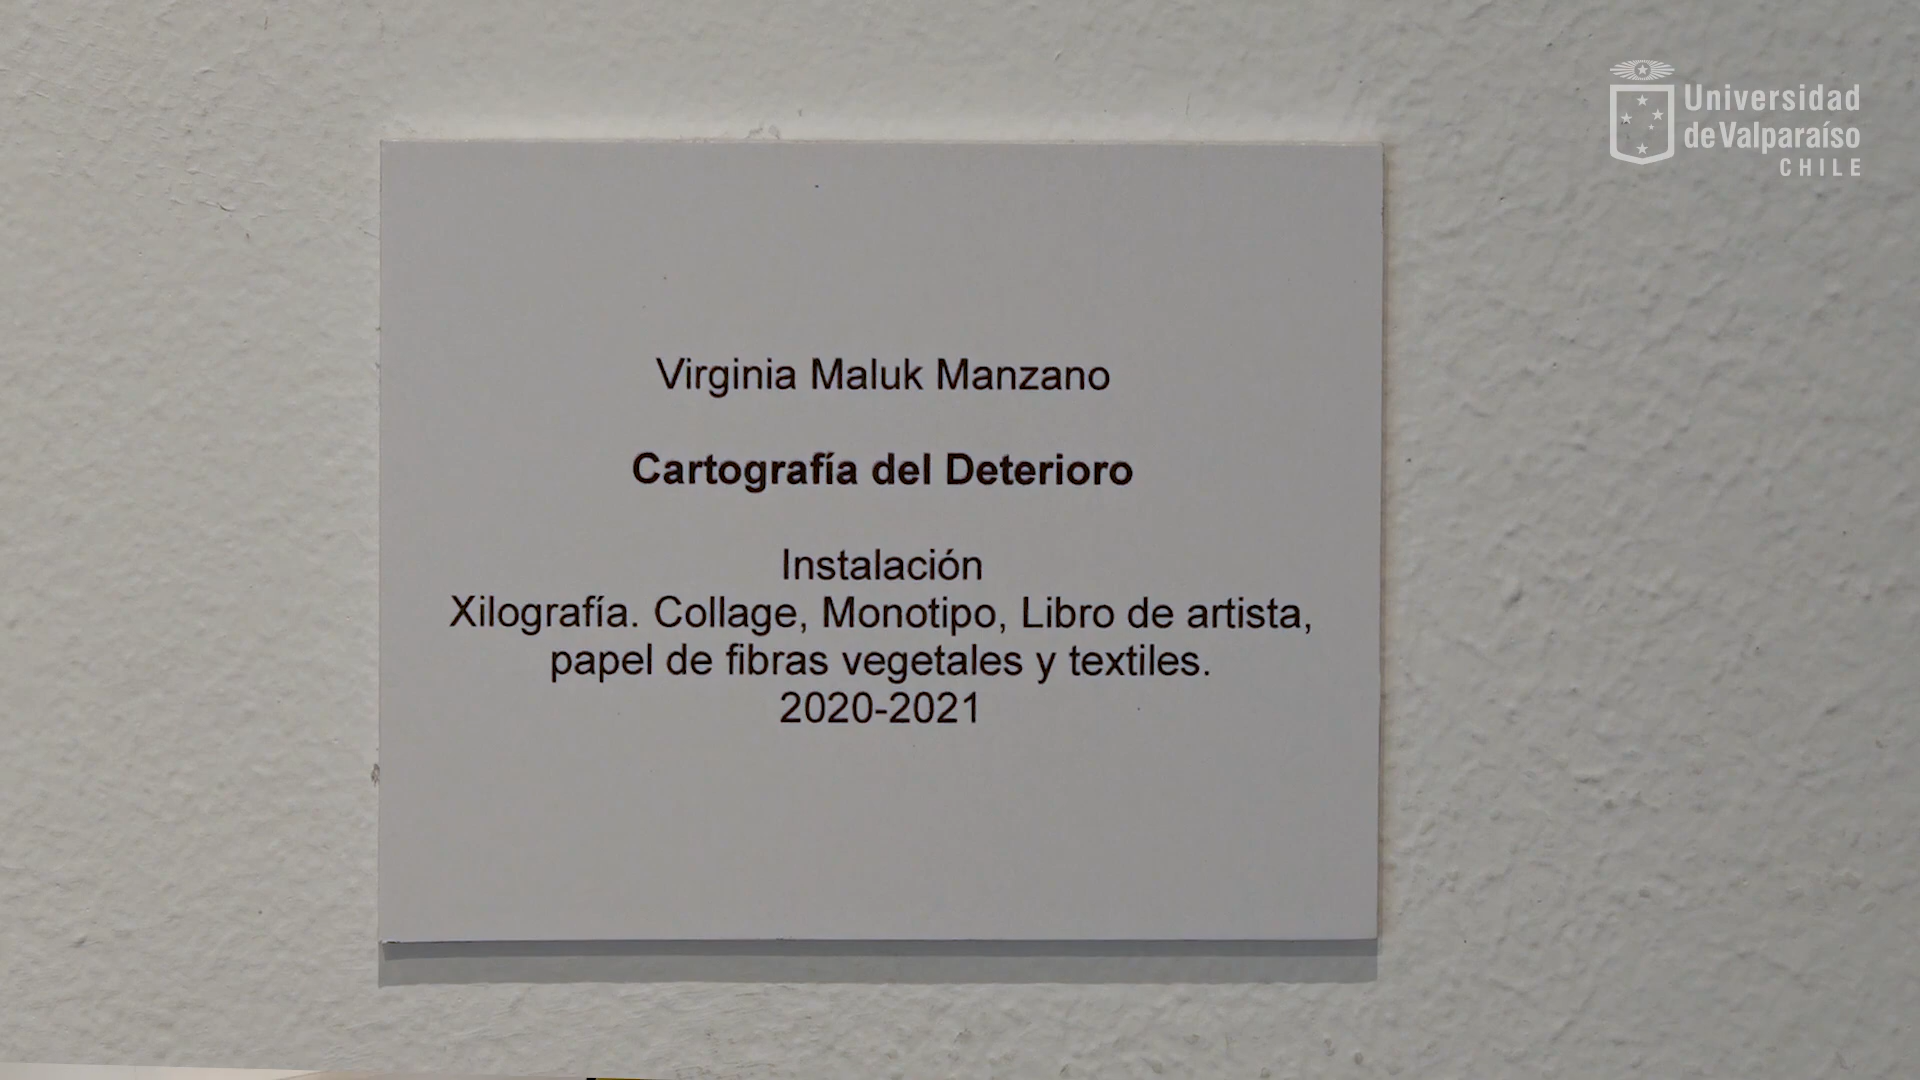 Universidad
de Valparaíso
CHILE
Virginia Maluk Manzano
Cartografía del Deterioro
Instalación
Xilografía. Collage, Monotipo, Libro de artista,
papel de fibras vegetales y textiles.
2020-2021